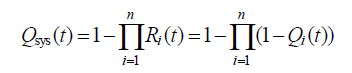 Q_sys(t) = 1 − ∏_{i=1}^{n} R_i(t) = 1 − ∏_{i=1}^{n} (1 − Q_i(t))